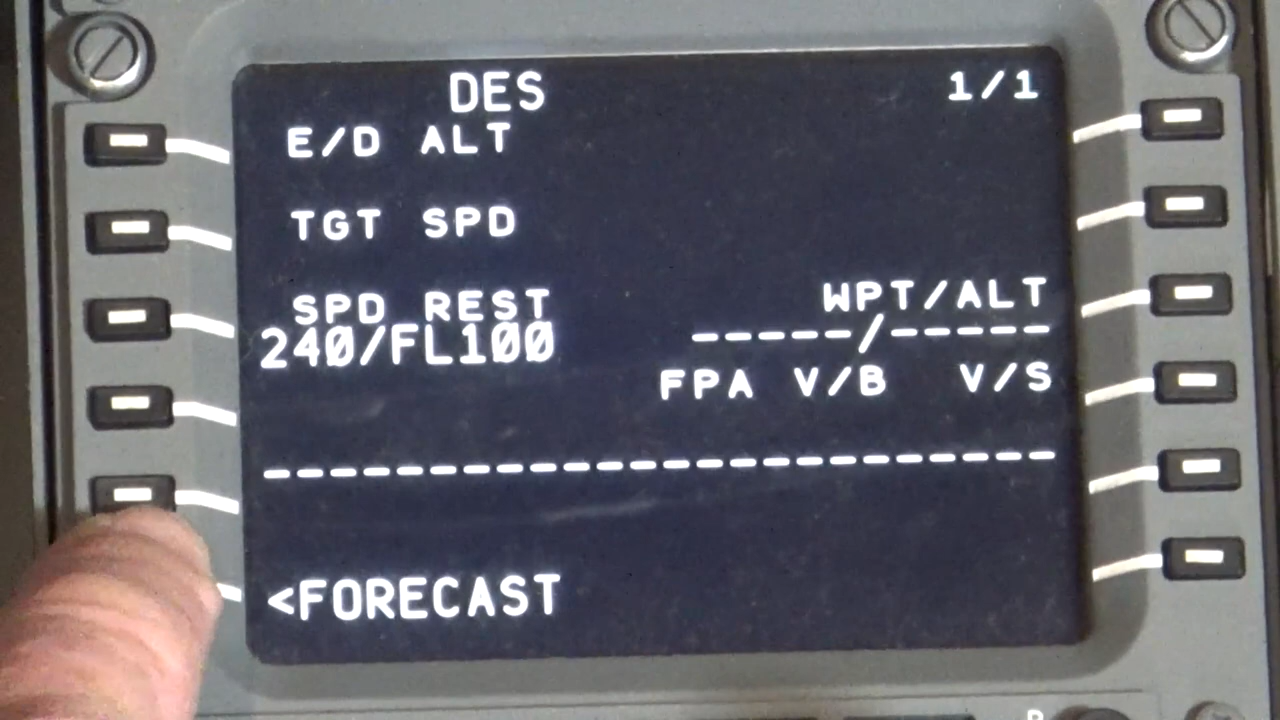 DES 1/1
E/D ALT
TGT SPD
SPD REST WPT/ALT
240/FL100 -----/-----
FPA V/B V/S
------------------------
<FORECAST